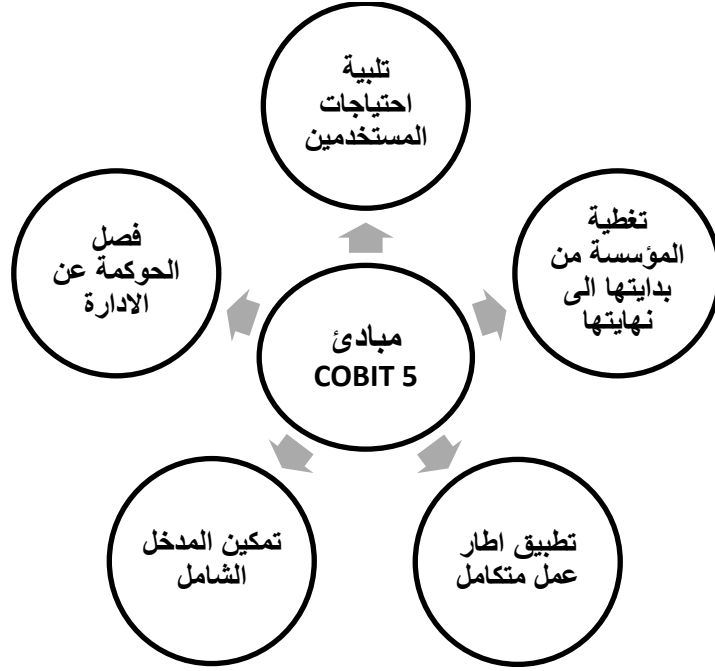 تلبية
احتياجات
المستخدمين
تغطية
المؤسسة من
بدايتها الى
نهايتها
تطبيق اطار
عمل متكامل
تمكين المدخل
الشامل
فصل
الحوكمة عن
الادارة
مبادئ
COBIT 5